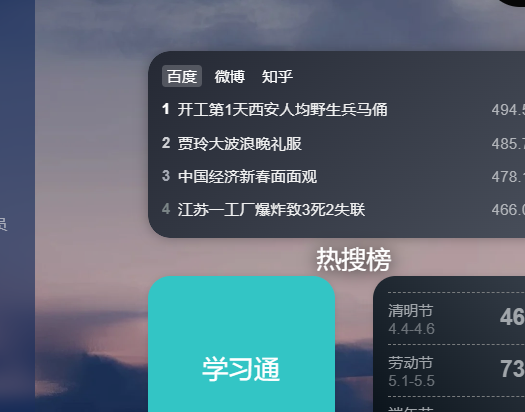 百度 微博 知乎
1 开工第1天西安人均野生兵马俑 494.5
2 贾玲大波浪晚礼服 485.7
3 中国经济新春面面观 478.1
4 江苏一工厂爆炸致3死2失联 466.0
员
热搜榜
学习通
清明节 46
4.4-4.6
劳动节 73
5.1-5.5